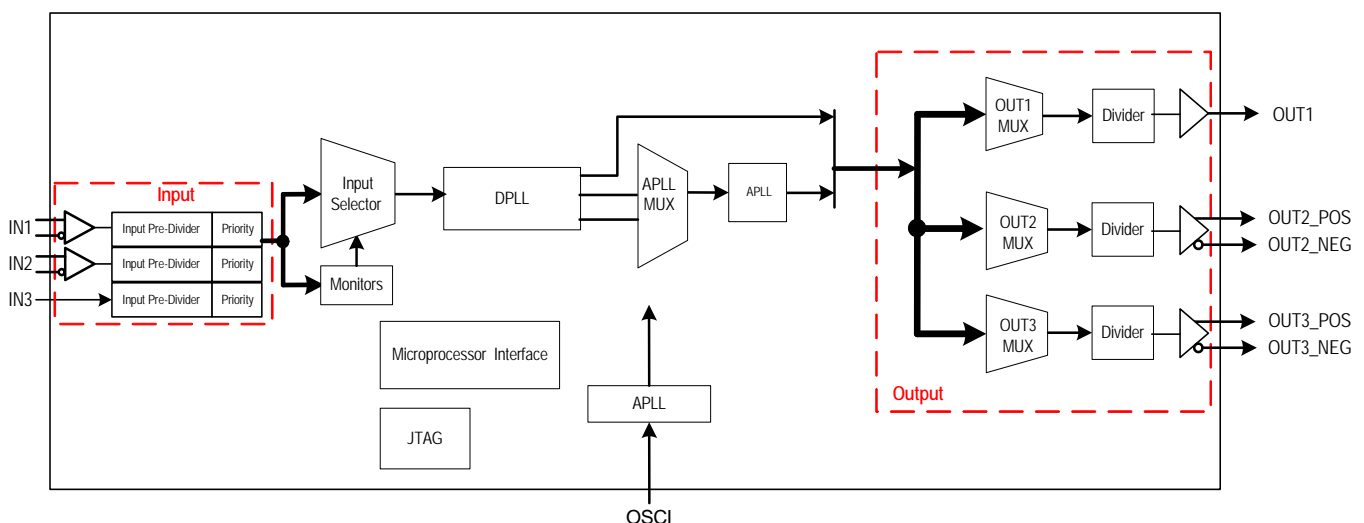 Input
IN1
Input Pre-Divider
Priority
IN2
Input Pre-Divider
Priority
IN3
Input Pre-Divider
Priority
Input
Selector
Monitors
DPLL
APLL
MUX
APLL
Microprocessor Interface
JTAG
APLL
OSCI
OUT1
MUX
Divider
OUT1
OUT2
MUX
Divider
OUT2_POS
OUT2_NEG
OUT3
MUX
Divider
OUT3_POS
OUT3_NEG
Output